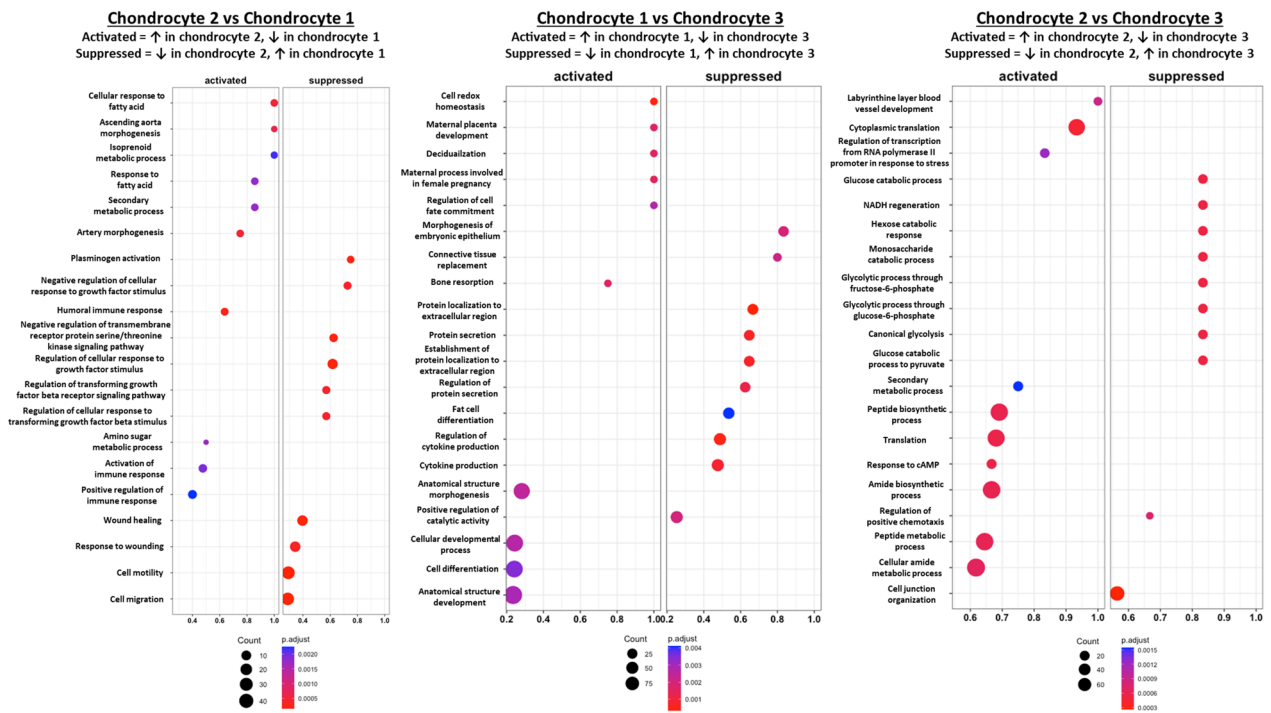 Chondrocyte 2 vs Chondrocyte 1
Activated = ↑ in chondrocyte 2, ↓ in chondrocyte 1
Suppressed = ↓ in chondrocyte 2, ↑ in chondrocyte 1
activated
suppressed
Cellular response to
fatty acid
Ascending aorta
morphogenesis
Isoprenoid
metabolic process
Response to
fatty acid
Secondary
metabolic process
Artery morphogenesis
Plasminogen activation
Negative regulation of cellular
response to growth factor stimulus
Humoral immune response
Negative regulation of transmembrane
receptor protein serine/threonine
kinase signaling pathway
Regulation of cellular response to
growth factor stimulus
Regulation of transforming growth
factor beta receptor signaling pathway
Regulation of cellular response to
transforming growth factor beta stimulus
Amino sugar
metabolic process
Activation of
immune response
Positive regulation of
immune response
Wound healing
Response to wounding
Cell motility
Cell migration
0.4 0.6 0.8 1.0
0.4 0.6 0.8 1.0
Count
10
20
30
40
p.adjust
0.0020
0.0015
0.0010
0.0005
Chondrocyte 1 vs Chondrocyte 3
Activated = ↑ in chondrocyte 1, ↓ in chondrocyte 3
Suppressed = ↓ in chondrocyte 1, ↑ in chondrocyte 3
activated
suppressed
Cell redox
homeostasis
Maternal placenta
development
Deciduailzation
Maternal process involved
in female pregnancy
Regulation of cell
fate commitment
Morphogenesis of
embryonic epithelium
Connective tissue
replacement
Bone resorption
Protein localization to
extracellular region
Protein secretion
Establishment of
protein localization to
extracellular region
Regulation of
protein secretion
Fat cell
differentiation
Regulation of
cytokine production
Cytokine production
Anatomical structure
morphogenesis
Positive regulation of
catalytic activity
Cellular developmental
process
Cell differentiation
Anatomical structure
development
0.2 0.4 0.6 0.8 1.0
0.2 0.4 0.6 0.8 1.0
Count
25
50
75
p.adjust
0.004
0.003
0.002
0.001
Chondrocyte 2 vs Chondrocyte 3
Activated = ↑ in chondrocyte 2, ↓ in chondrocyte 3
Suppressed = ↓ in chondrocyte 2, ↑ in chondrocyte 3
activated
suppressed
Labyrinthine layer blood
vessel development
Cytoplasmic translation
Regulation of transcription
from RNA polymerase II
promoter in response to stress
Glucose catabolic process
NADH regeneration
Hexose catabolic
response
Monosaccharide
catabolic process
Glycolytic process through
fructose-6-phosphate
Glycolytic process through
glucose-6-phosphate
Canonical glycolysis
Glucose catabolic
process to pyruvate
Secondary
metabolic process
Peptide biosynthetic
process
Translation
Response to cAMP
Amide biosynthetic
process
Regulation of
positive chemotaxis
Peptide metabolic
process
Cellular amide
metabolic process
Cell junction
organization
0.6 0.7 0.8 0.9 1.0
0.6 0.7 0.8 0.9 1.0
Count
20
40
60
p.adjust
0.0015
0.0012
0.0009
0.0006
0.0003